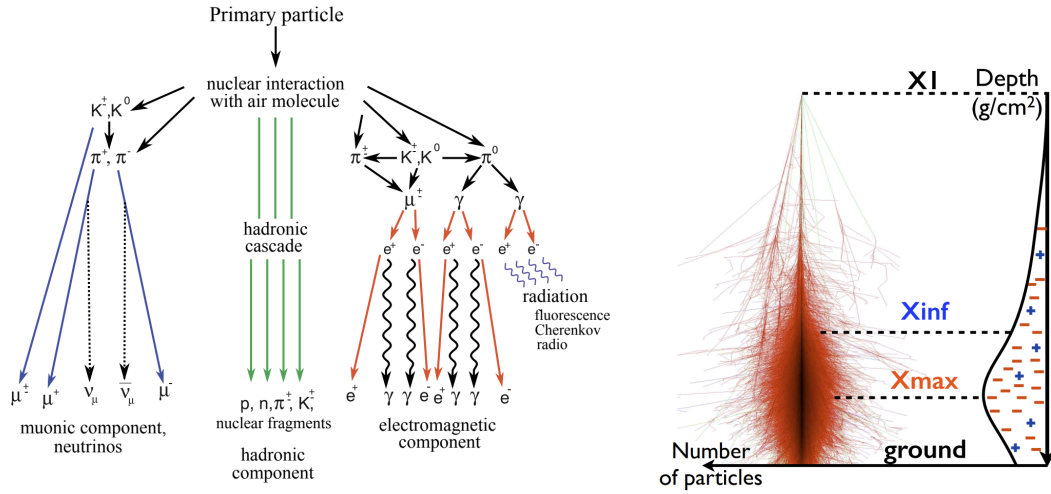 Primary particle
nuclear interaction
with air molecule
K±,K⁰
π⁺, π⁻
π± K±,K⁰ π⁰
μ± γ γ
hadronic
cascade
e⁺ e⁻ e⁺ e⁻ e⁺ e⁻
radiation
fluorescence
Cherenkov
radio
μ± μ⁺ νμ ν̅μ μ⁻
p, n, π±, K±,
nuclear fragments
e⁺ γ γ e⁻ e⁺ γ γ e⁻
muonic component,
neutrinos
hadronic
component
electromagnetic
component
X1
Depth
(g/cm²)
Xinf
Xmax
ground
Number
of particles